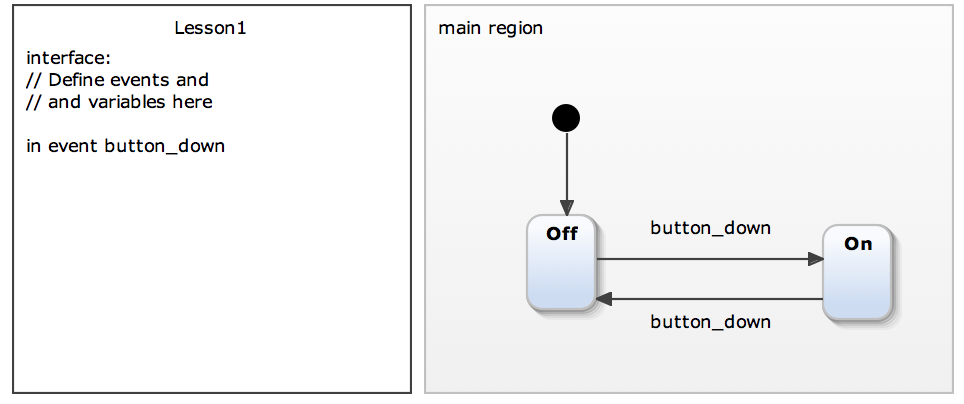 Lesson1
interface:
// Define events and
// and variables here
in event button_down
main region
Off
button_down
On
button_down